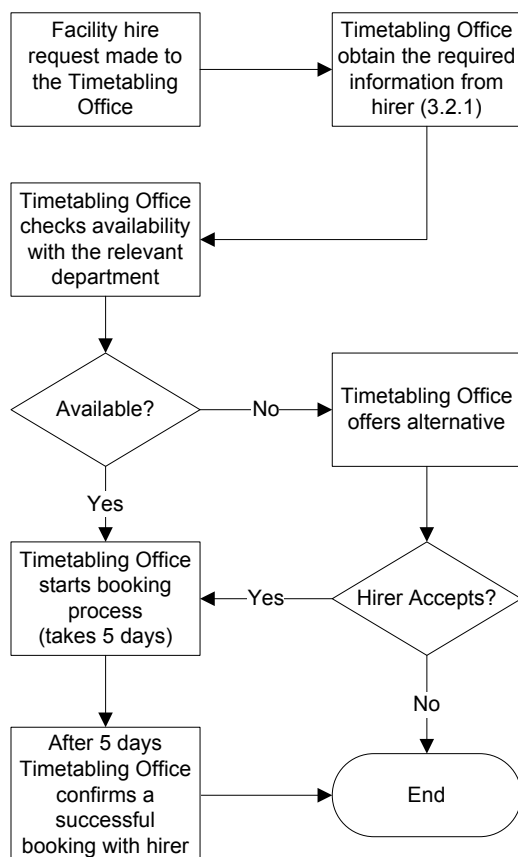 Facility hire
request made to
the Timetabling
Office
Timetabling Office
obtain the required
information from
hirer (3.2.1)
Timetabling Office
checks availability
with the relevant
department
Available?
No
Timetabling Office
offers alternative
Yes
Timetabling Office
starts booking
process
(takes 5 days)
Yes
Hirer Accepts?
No
After 5 days
Timetabling Office
confirms a
successful
booking with hirer
End